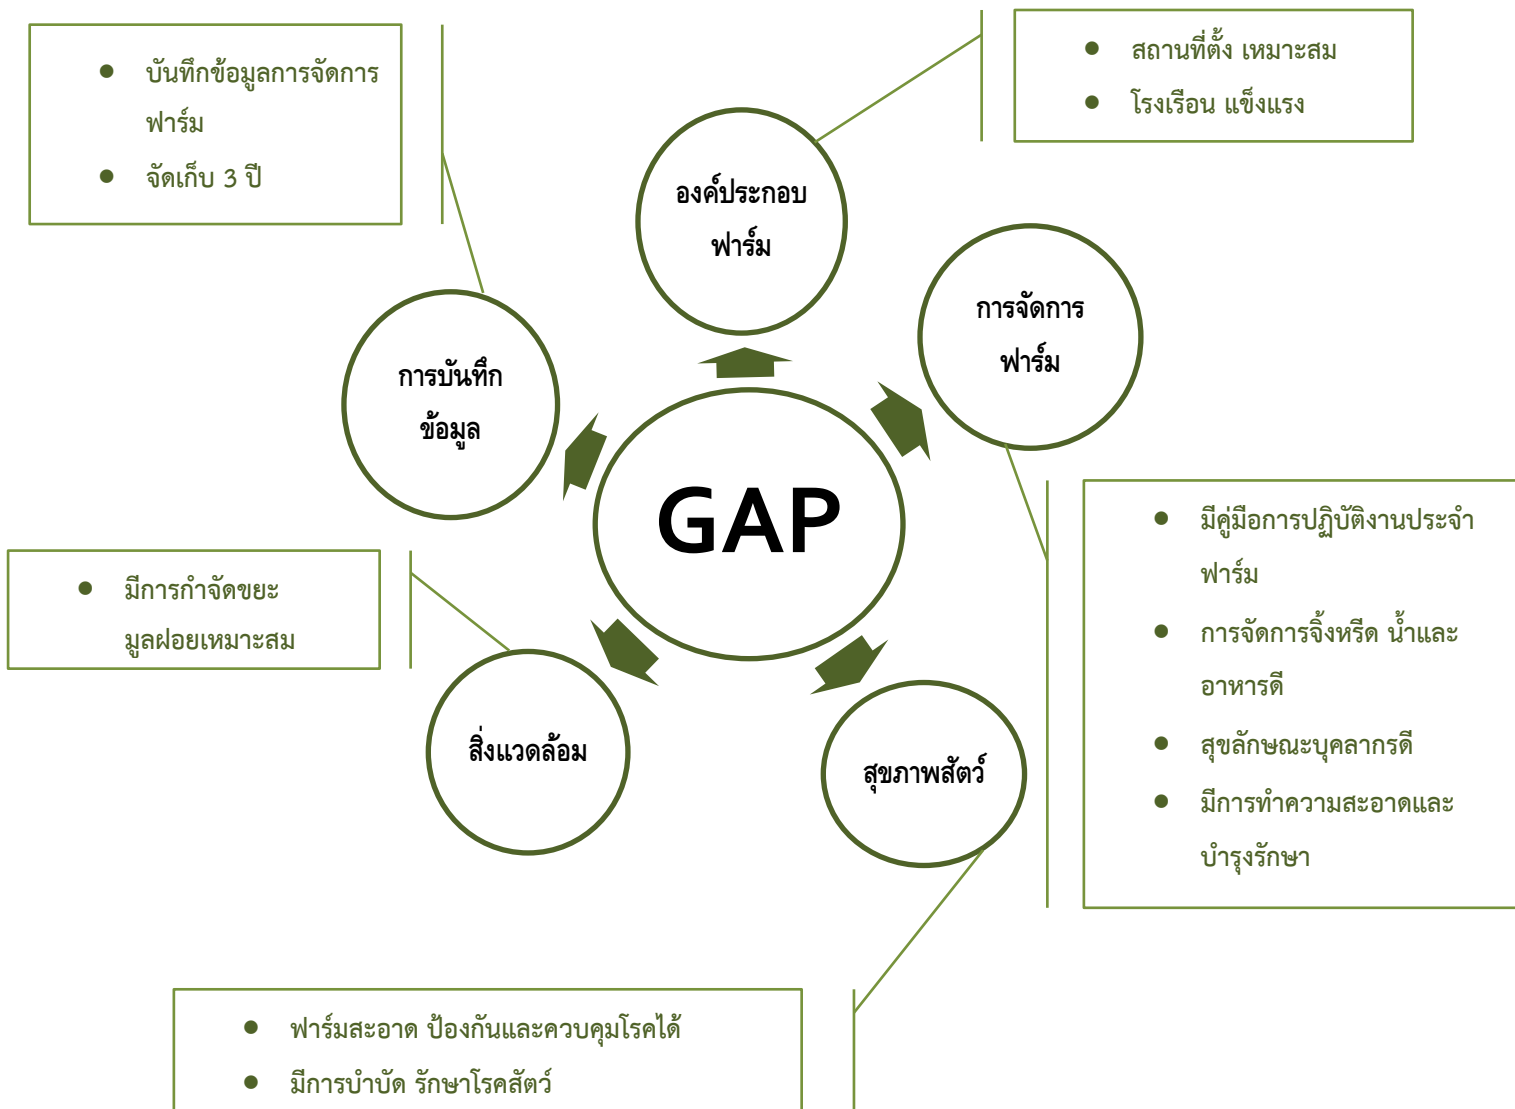 บันทึกข้อมูลการจัดการ
ฟาร์ม
จัดเก็บ 3 ปี
สถานที่ตั้ง เหมาะสม
โรงเรือน แข็งแรง
องค์ประกอบ
ฟาร์ม
การจัดการ
ฟาร์ม
การบันทึก
ข้อมูล
GAP
มีคู่มือการปฏิบัติงานประจำ
ฟาร์ม
การจัดการจิ้งหรีด น้ำและ
อาหารดี
สุขลักษณะบุคลากรดี
มีการทำความสะอาดและ
บำรุงรักษา
มีการกำจัดขยะ
มูลฝอยเหมาะสม
สิ่งแวดล้อม
สุขภาพสัตว์
ฟาร์มสะอาด ป้องกันและควบคุมโรคได้
มีการบำบัด รักษาโรคสัตว์